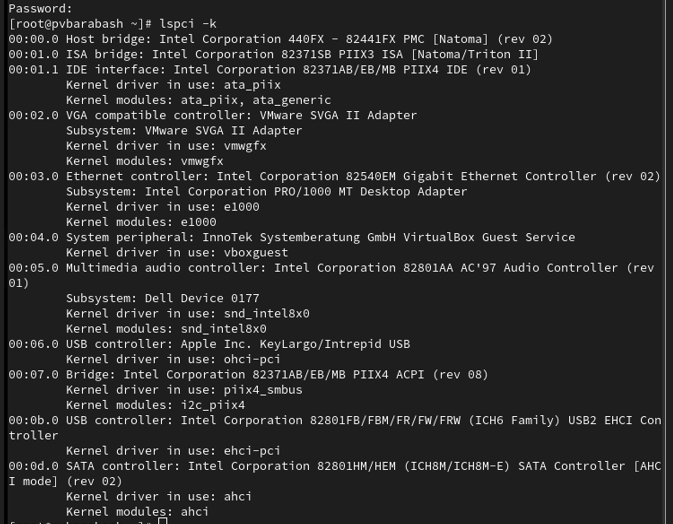 Password:
[root@pvbarabash ~]# lspci -k
00:00.0 Host bridge: Intel Corporation 440FX - 82441FX PMC [Natoma] (rev 02)
00:01.0 ISA bridge: Intel Corporation 82371SB PIIX3 ISA [Natoma/Triton II]
00:01.1 IDE interface: Intel Corporation 82371AB/EB/MB PIIX4 IDE (rev 01)
Kernel driver in use: ata_piix
Kernel modules: ata_piix, ata_generic
00:02.0 VGA compatible controller: VMware SVGA II Adapter
Subsystem: VMware SVGA II Adapter
Kernel driver in use: vmwgfx
Kernel modules: vmwgfx
00:03.0 Ethernet controller: Intel Corporation 82540EM Gigabit Ethernet Controller (rev 02)
Subsystem: Intel Corporation PRO/1000 MT Desktop Adapter
Kernel driver in use: e1000
Kernel modules: e1000
00:04.0 System peripheral: InnoTek Systemberatung GmbH VirtualBox Guest Service
Kernel driver in use: vboxguest
00:05.0 Multimedia audio controller: Intel Corporation 82801AA AC'97 Audio Controller (rev
01)
Subsystem: Dell Device 0177
Kernel driver in use: snd_intel8x0
Kernel modules: snd_intel8x0
00:06.0 USB controller: Apple Inc. KeyLargo/Intrepid USB
Kernel driver in use: ohci-pci
00:07.0 Bridge: Intel Corporation 82371AB/EB/MB PIIX4 ACPI (rev 08)
Kernel driver in use: piix4_smbus
Kernel modules: i2c_piix4
00:0b.0 USB controller: Intel Corporation 82801FB/FBM/FR/FW/FRW (ICH6 Family) USB2 EHCI Con
troller
Kernel driver in use: ehci-pci
00:0d.0 SATA controller: Intel Corporation 82801HM/HEM (ICH8M/ICH8M-E) SATA Controller [AHC
I mode] (rev 02)
Kernel driver in use: ahci
Kernel modules: ahci